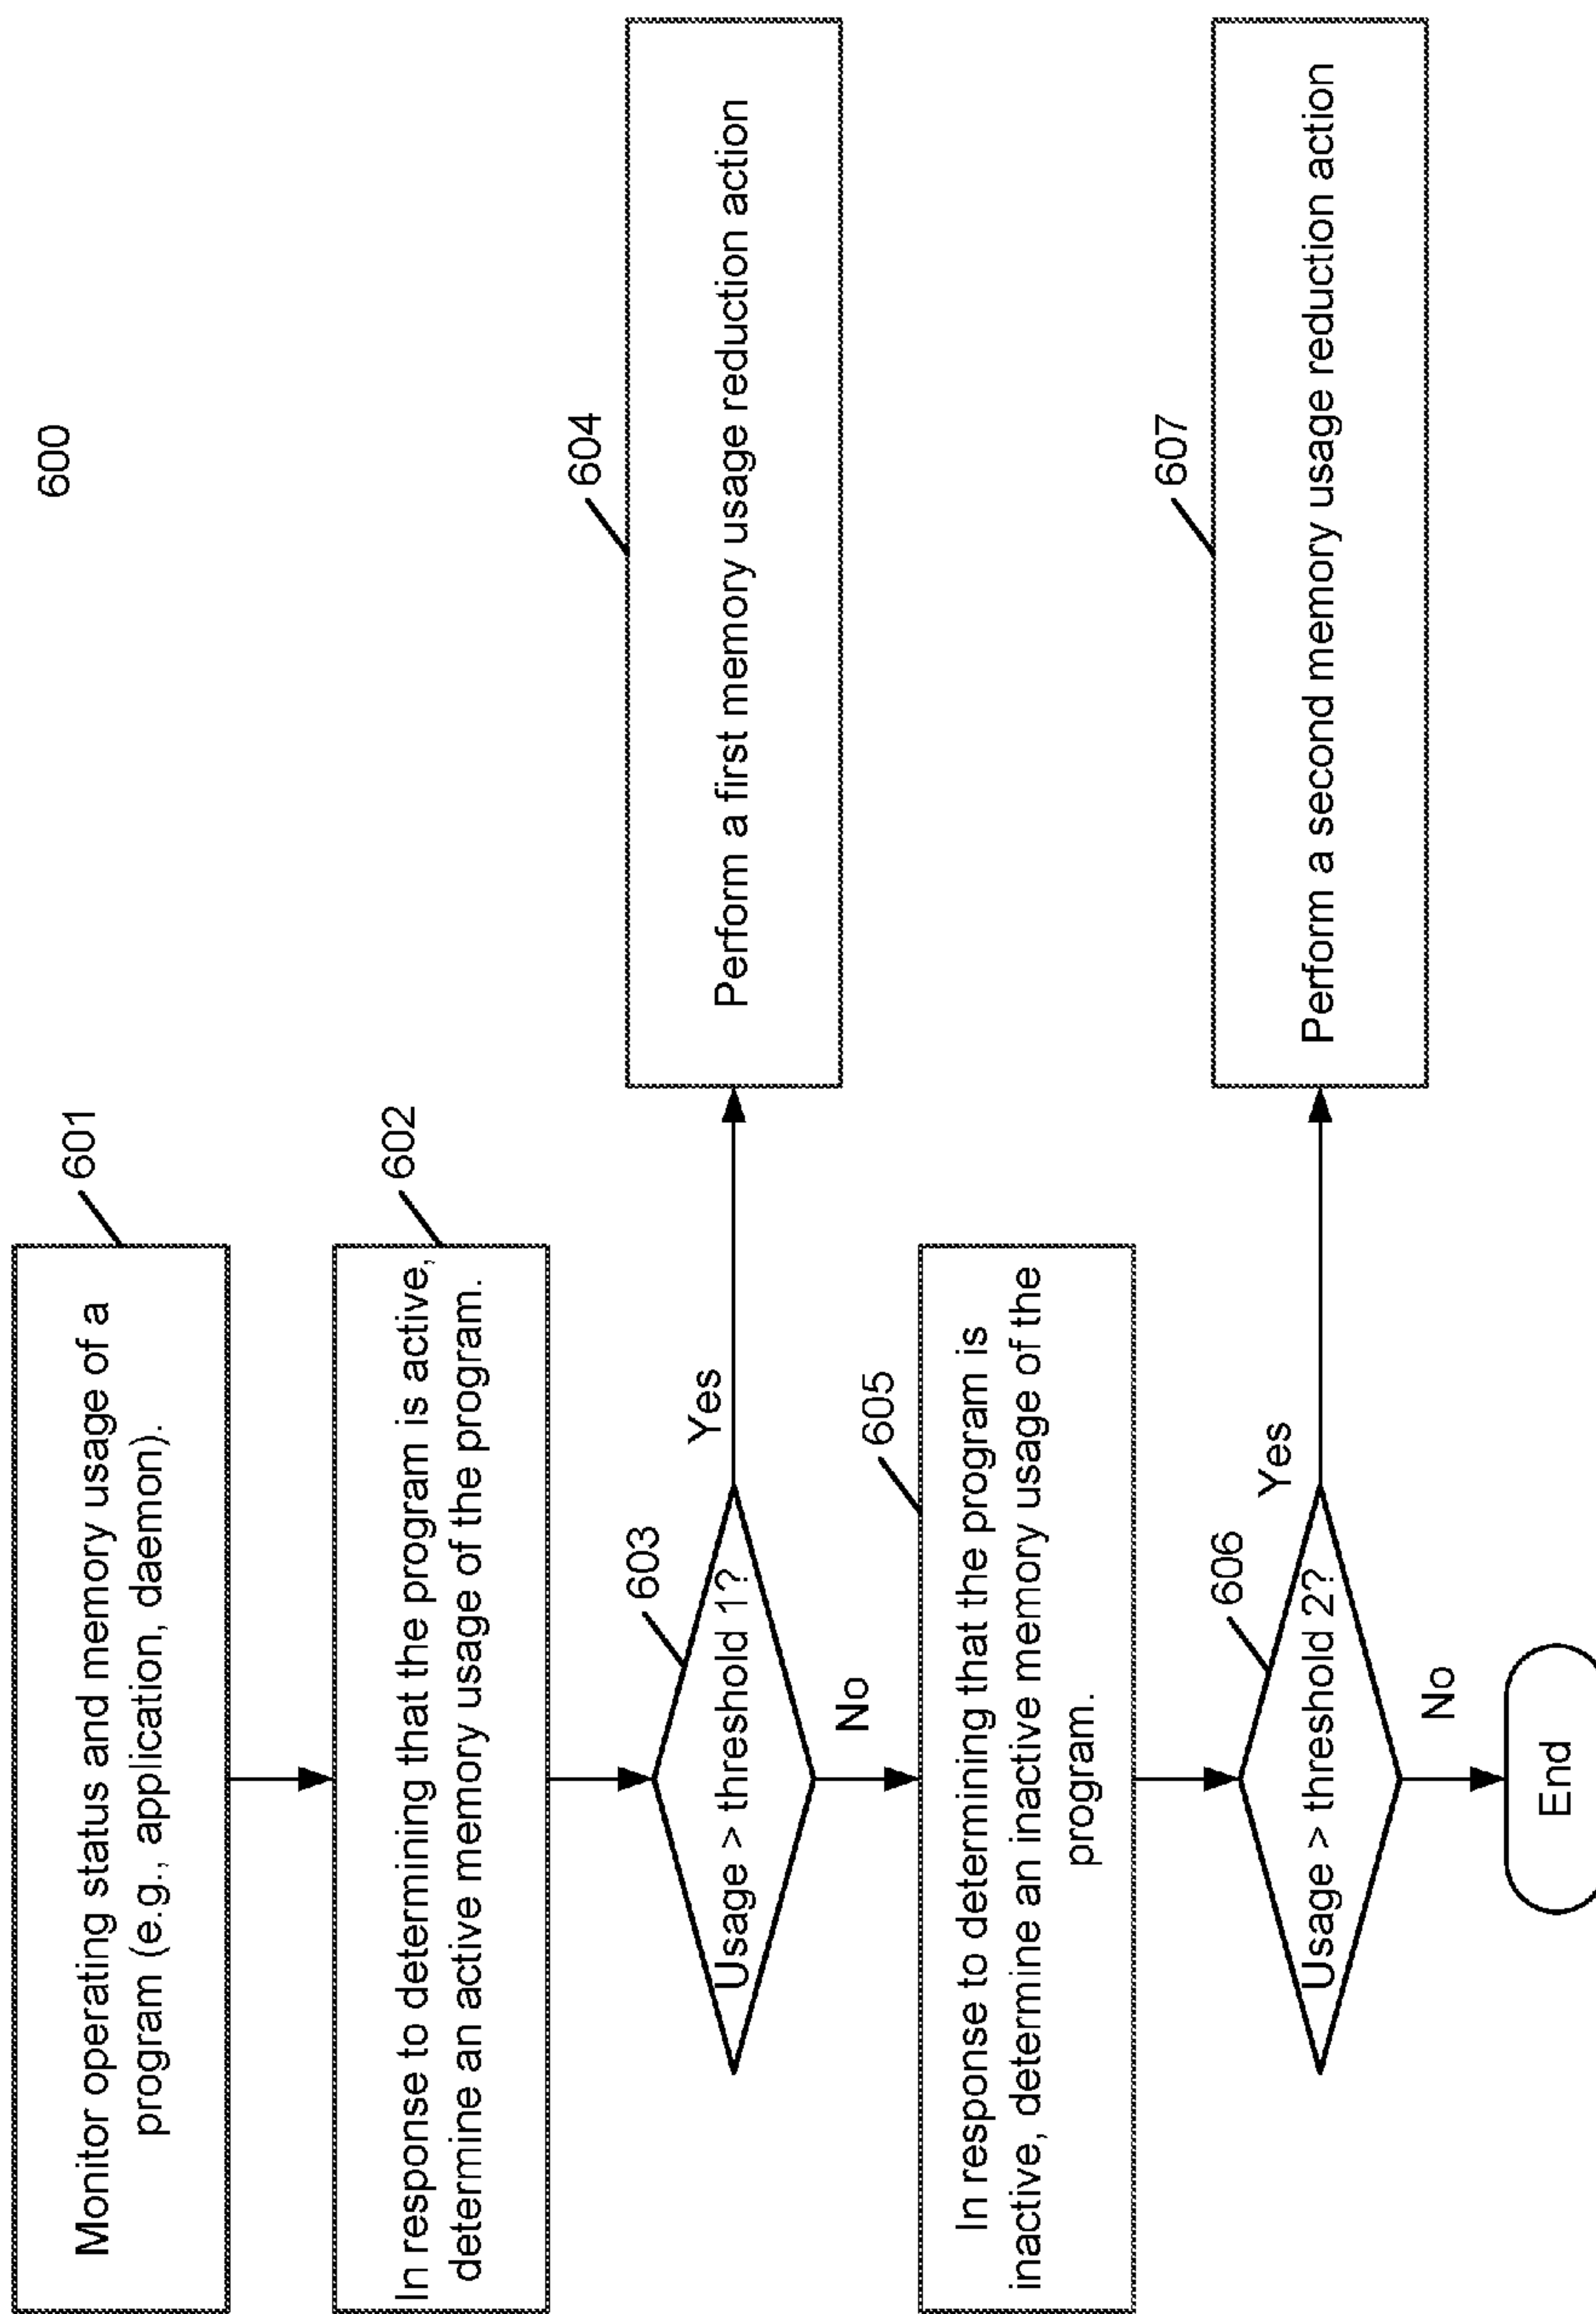 600
601
Monitor operating status and memory usage of a
program (e.g., application, daemon).
602
In response to determining that the program is active,
determine an active memory usage of the program.
603
Usage > threshold 1?
Yes
604
Perform a first memory usage reduction action
No
605
In response to determining that the program is
inactive, determine an inactive memory usage of the
program.
606
Usage > threshold 2?
Yes
607
Perform a second memory usage reduction action
No
End